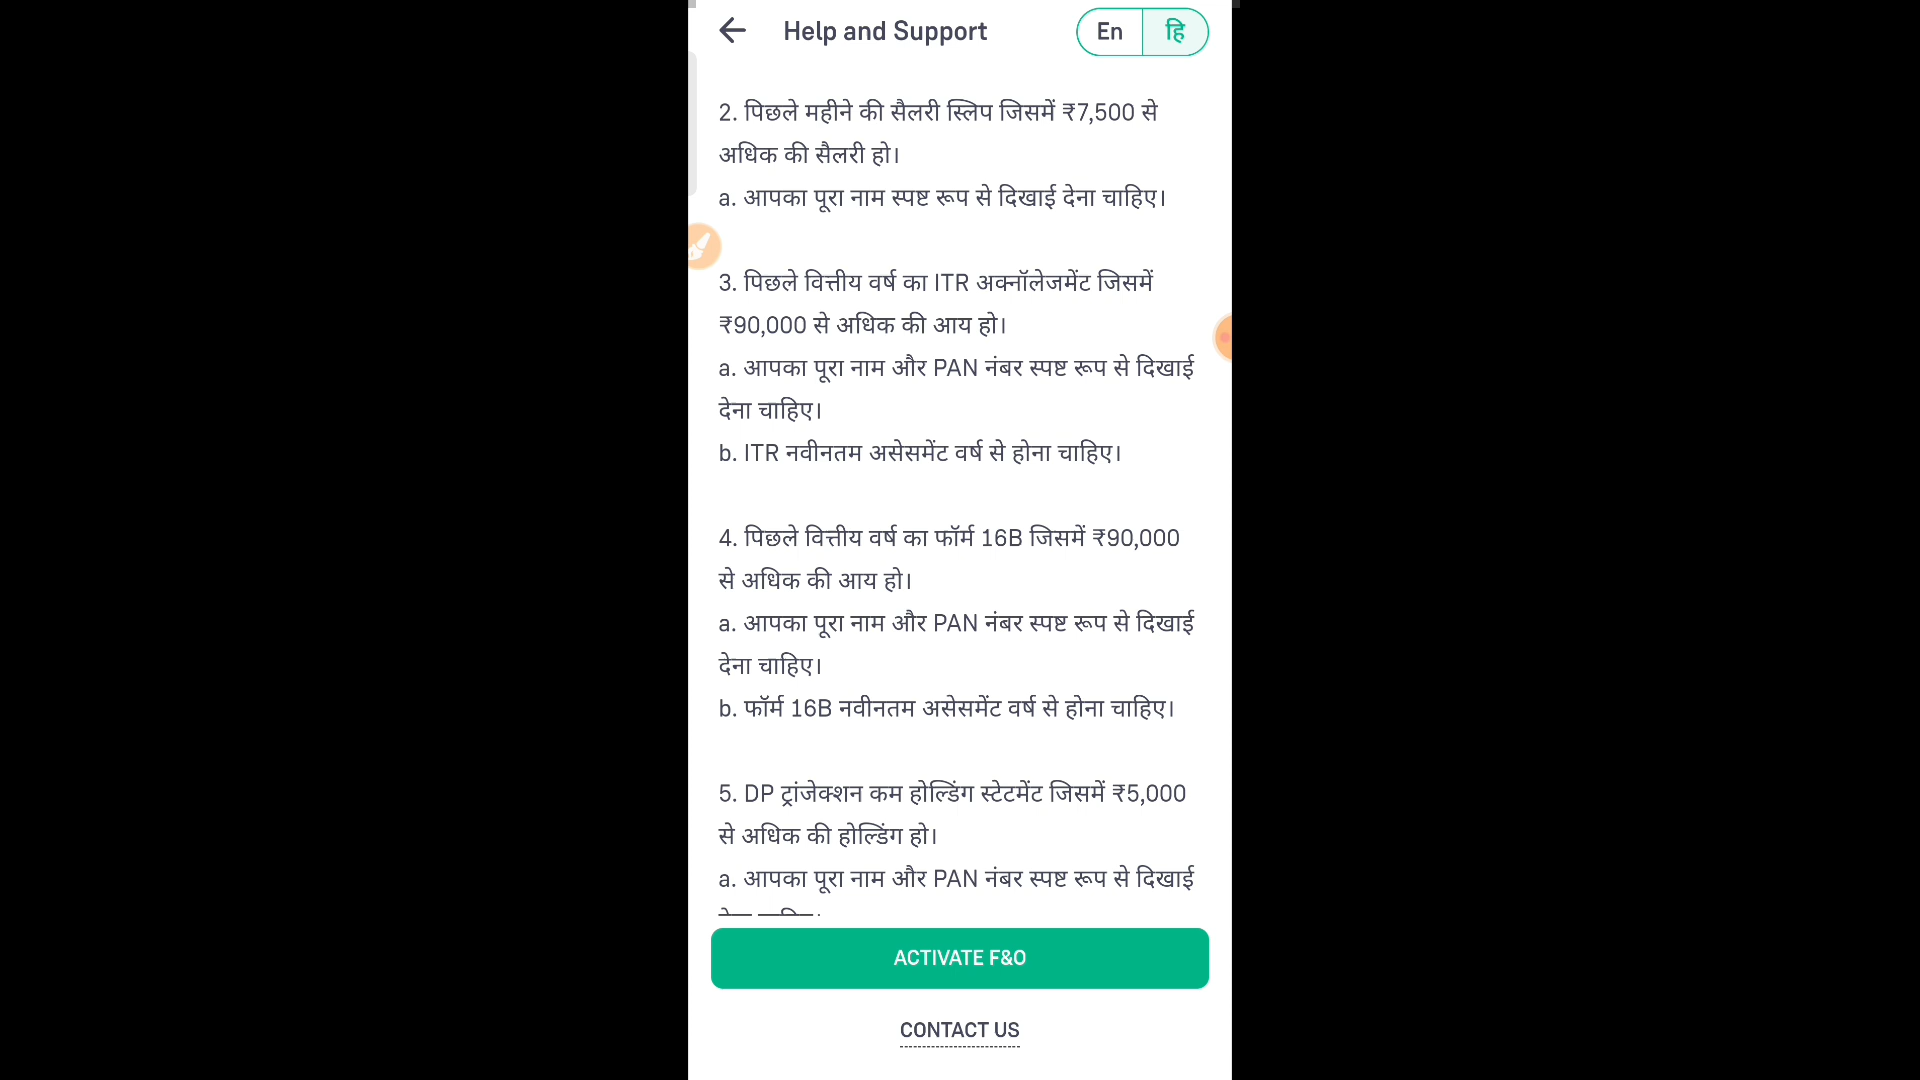 Help and Support
En
हि
2. पिछले महीने की सैलरी स्लिप जिसमें ₹7,500 से
अधिक की सैलरी हो।
a. आपका पूरा नाम स्पष्ट रूप से दिखाई देना चाहिए।
3. पिछले वित्तीय वर्ष का ITR अक्नॉलेजमेंट जिसमें
₹90,000 से अधिक की आय हो।
a. आपका पूरा नाम और PAN नंबर स्पष्ट रूप से दिखाई
देना चाहिए।
b. ITR नवीनतम असेसमेंट वर्ष से होना चाहिए।
4. पिछले वित्तीय वर्ष का फॉर्म 16B जिसमें ₹90,000
से अधिक की आय हो।
a. आपका पूरा नाम और PAN नंबर स्पष्ट रूप से दिखाई
देना चाहिए।
b. फॉर्म 16B नवीनतम असेसमेंट वर्ष से होना चाहिए।
5. DP ट्रांजेक्शन कम होल्डिंग स्टेटमेंट जिसमें ₹5,000
से अधिक की होल्डिंग हो।
a. आपका पूरा नाम और PAN नंबर स्पष्ट रूप से दिखाई
ACTIVATE F&O
CONTACT US